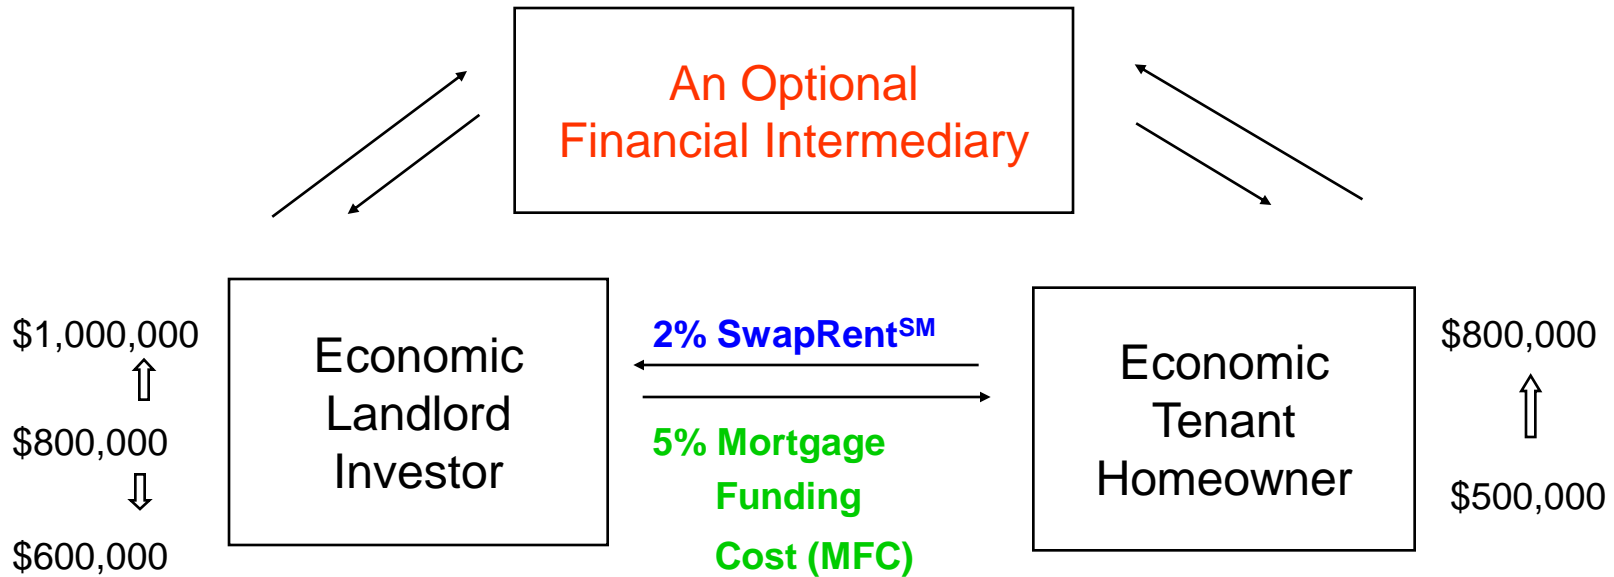 An Optional
Financial Intermediary
$1,000,000
$800,000
$600,000
Economic
Landlord
Investor
2% SwapRentSM
5% Mortgage
Funding
Cost (MFC)
Economic
Tenant
Homeowner
$800,000
$500,000